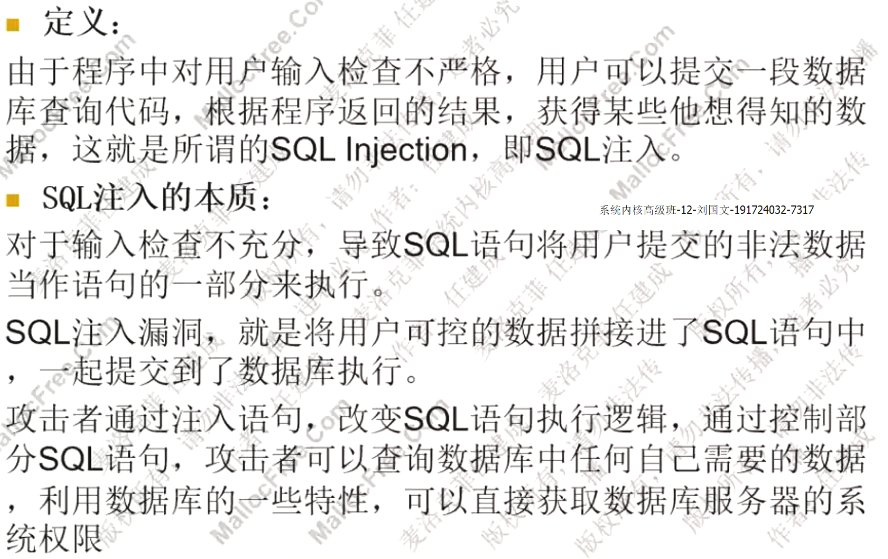 ■ 定义：
由于程序中对用户输入检查不严格，用户可以提交一段数据
库查询代码，根据程序返回的结果，获得某些他想得知的数
据，这就是所谓的SQL Injection，即SQL注入。
■ SQL注入的本质：
系统内核高级班-12-刘国文-191724032-7317
对于输入检查不充分，导致SQL语句将用户提交的非法数据
当作语句的一部分来执行。
SQL注入漏洞，就是将用户可控的数据拼接进了SQL语句中
，一起提交到了数据库执行。
攻击者通过注入语句，改变SQL语句执行逻辑，通过控制部
分SQL语句，攻击者可以查询数据库中任何自己需要的数据
，利用数据库的一些特性，可以直接获取数据库服务器的系
统权限